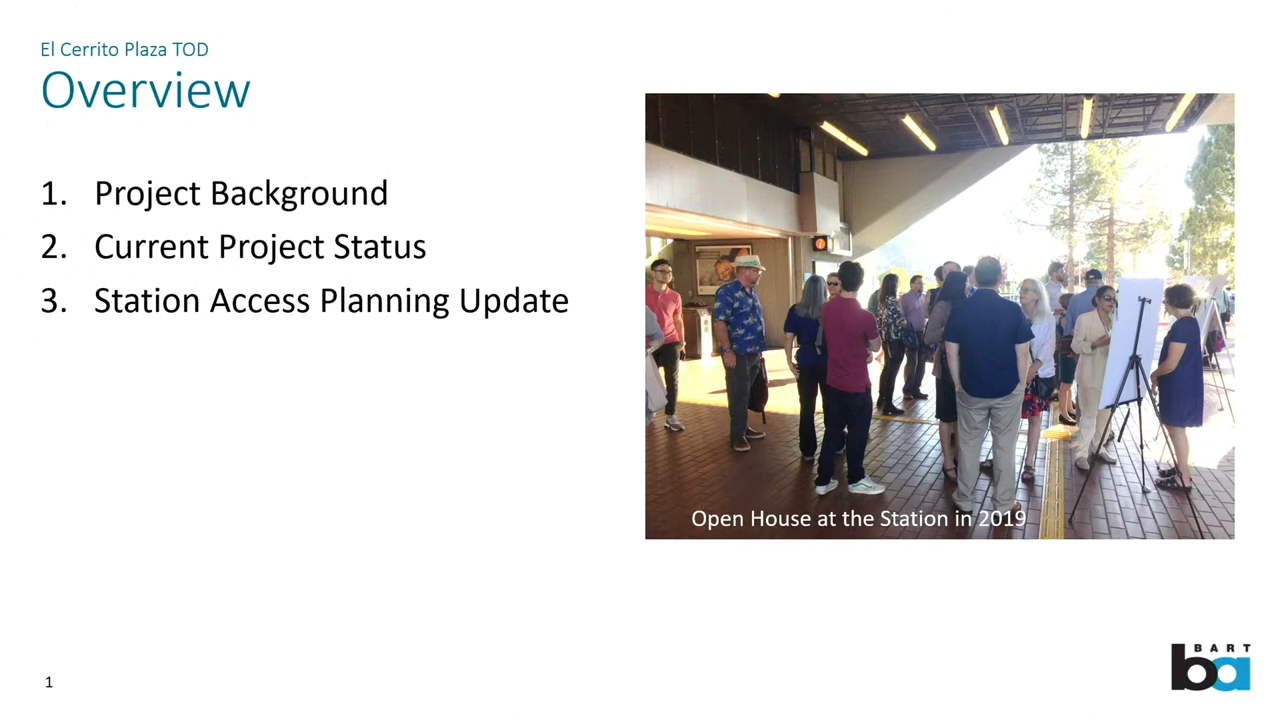 El Cerrito Plaza TOD
Overview
1. Project Background
2. Current Project Status
3. Station Access Planning Update
Open House at the Station in 2019
1
BART
ba